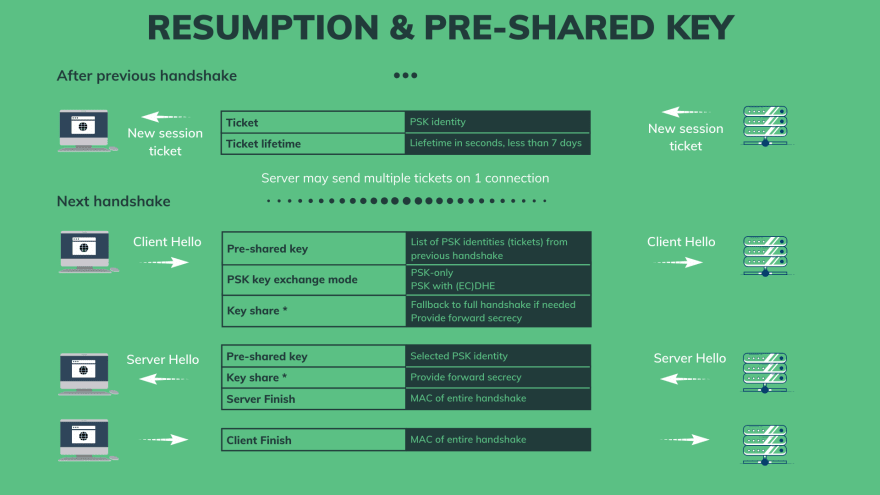 RESUMPTION & PRE-SHARED KEY
After previous handshake
New session
ticket
Ticket
PSK identity
Ticket lifetime
Liefetime in seconds, less than 7 days
New session
ticket
Server may send multiple tickets on 1 connection
Next handshake
Client Hello
Pre-shared key
List of PSK identities (tickets) from
previous handshake
PSK key exchange mode
PSK-only
PSK with (EC)DHE
Key share *
Fallback to full handshake if needed
Provide forward secrecy
Client Hello
Server Hello
Pre-shared key
Selected PSK identity
Key share *
Provide forward secrecy
Server Finish
MAC of entire handshake
Server Hello
Client Finish
MAC of entire handshake